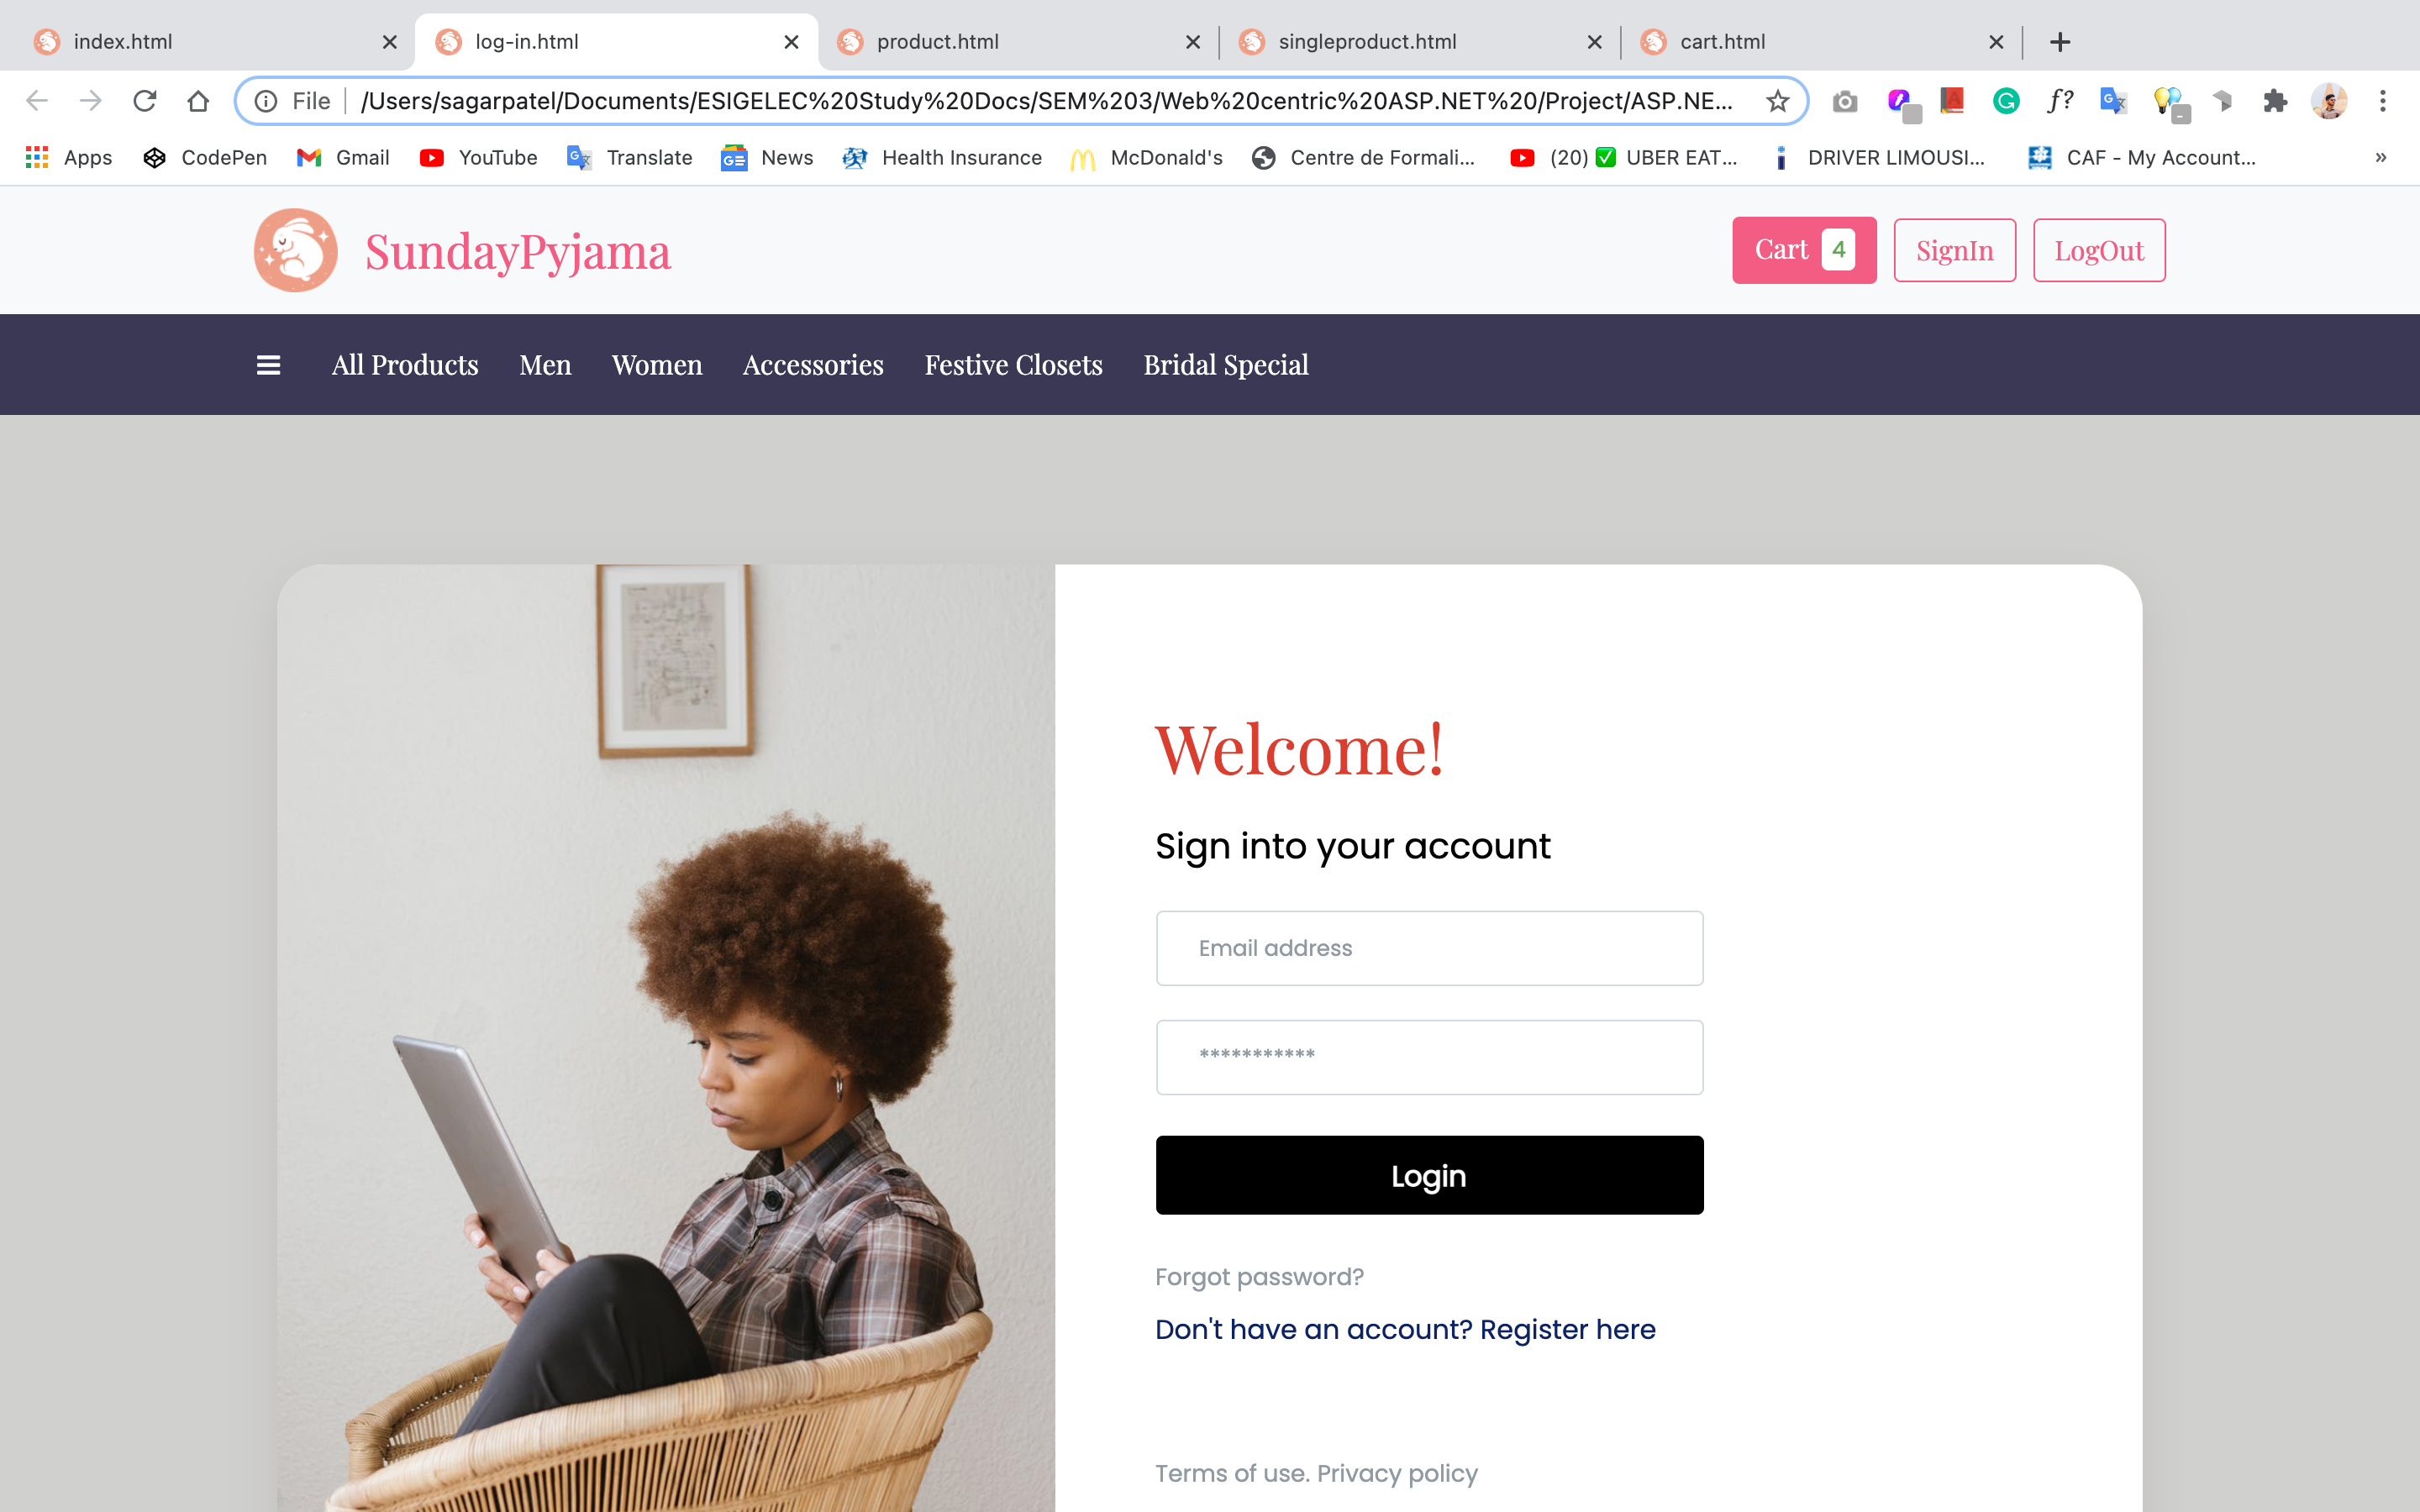 index.html
log-in.html
product.html
singleproduct.html
cart.html
File /Users/sagarpatel/Documents/ESIGELEC%20Study%20Docs/SEM%203/Web%20centric%20ASP.NET%20/Project/ASP.NE...
Apps CodePen Gmail YouTube Translate News Health Insurance McDonald's Centre de Formali... (20) ✅ UBER EAT... DRIVER LIMOUSI... CAF - My Account... »
SundayPyjama
Cart 4 SignIn LogOut
All Products Men Women Accessories Festive Closets Bridal Special
Welcome!
Sign into your account
Email address
***********
Login
Forgot password?
Don't have an account? Register here
Terms of use. Privacy policy